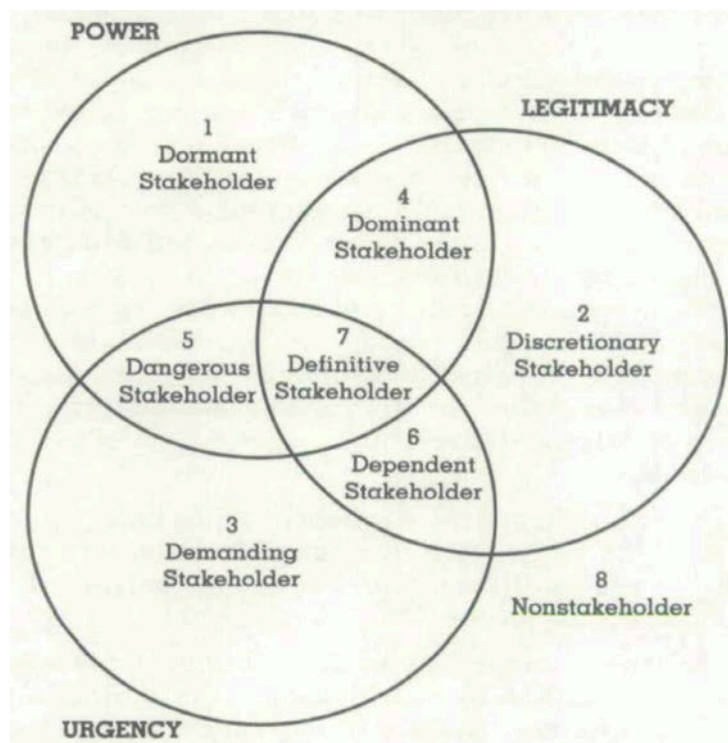 POWER
LEGITIMACY
1
Dormant
Stakeholder
4
Dominant
Stakeholder
2
Discretionary
Stakeholder
5
Dangerous
Stakeholder
7
Definitive
Stakeholder
6
Dependent
Stakeholder
3
Demanding
Stakeholder
8
Nonstakeholder
URGENCY